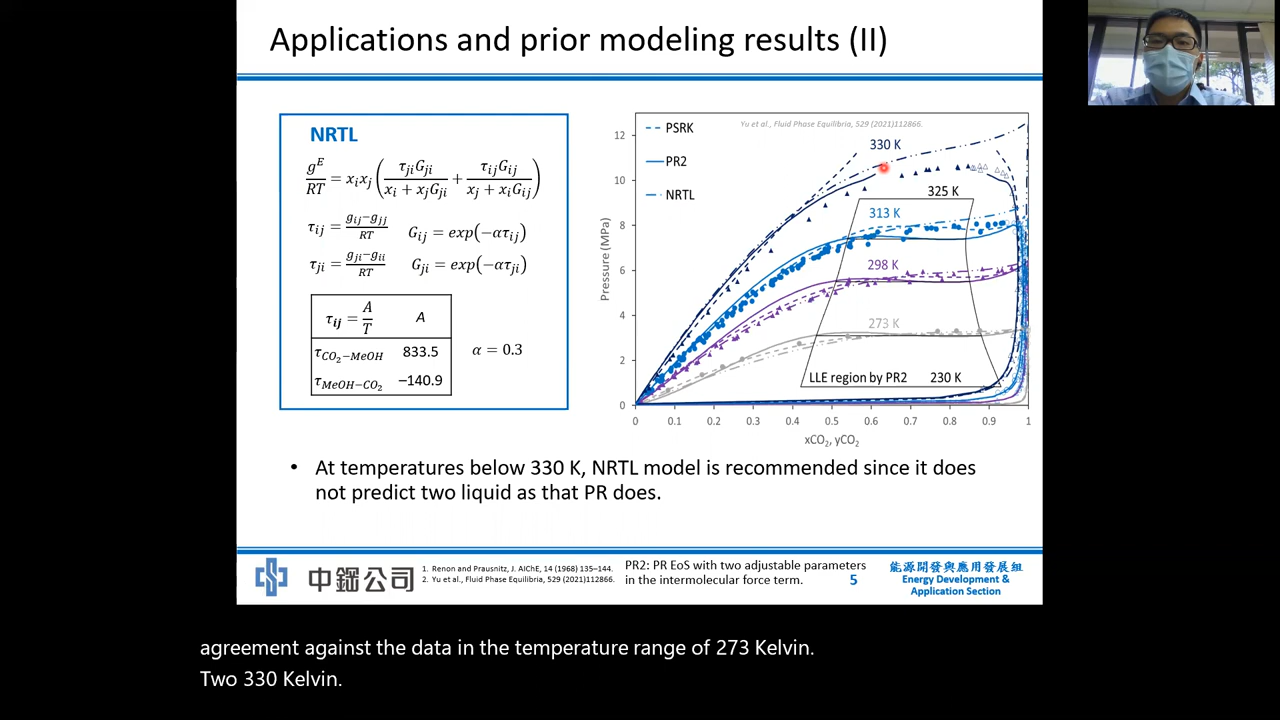 Applications and prior modeling results (II)
NRTL
g^E/RT = x_i x_j (τ_ji G_ji / (x_i + x_j G_ji) + τ_ij G_ij / (x_j + x_i G_ij))
τ_ij = (g_ij − g_jj)/RT G_ij = exp(−ατ_ij)
τ_ji = (g_ji − g_ii)/RT G_ji = exp(−ατ_ji)
τ_ij = A/T A
τ_CO2−MeOH 833.5
τ_MeOH−CO2 −140.9
α = 0.3
Yu et al., Fluid Phase Equilibria, 529 (2021)112866.
PSRK
PR2
NRTL
330 K
325 K
313 K
298 K
273 K
LLE region by PR2 230 K
Pressure (MPa)
12
10
8
6
4
2
0
0 0.1 0.2 0.3 0.4 0.5 0.6 0.7 0.8 0.9 1
xCO2, yCO2
• At temperatures below 330 K, NRTL model is recommended since it does
not predict two liquid as that PR does.
中鋼公司
1. Renon and Prausnitz, J. AIChE, 14 (1968) 135–144.
2. Yu et al., Fluid Phase Equilibria, 529 (2021)112866.
PR2: PR EoS with two adjustable parameters
in the intermolecular force term.
5
能源開發與應用發展組
Energy Development &
Application Section
agreement against the data in the temperature range of 273 Kelvin.
Two 330 Kelvin.